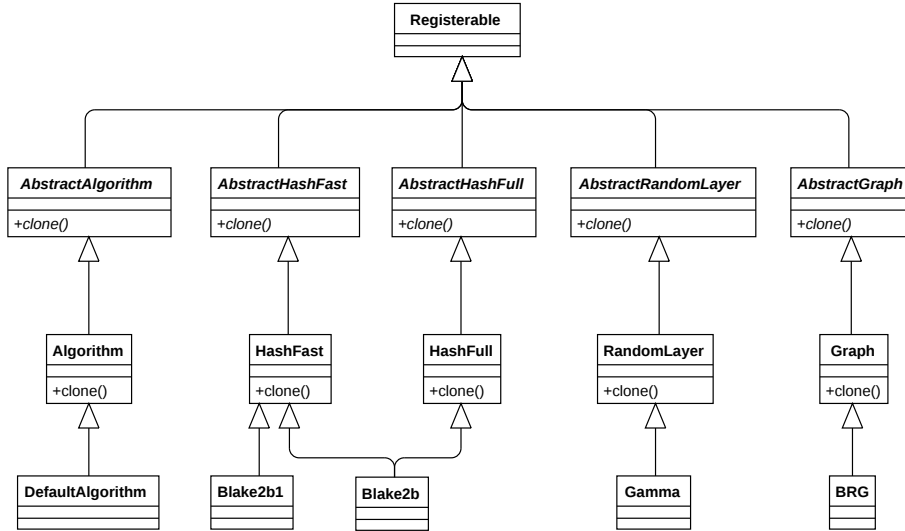 Registerable
AbstractAlgorithm
AbstractHashFast
AbstractHashFull
AbstractRandomLayer
AbstractGraph
+clone()
+clone()
+clone()
+clone()
+clone()
Algorithm
HashFast
HashFull
RandomLayer
Graph
+clone()
+clone()
+clone()
+clone()
+clone()
DefaultAlgorithm
Blake2b1
Blake2b
Gamma
BRG